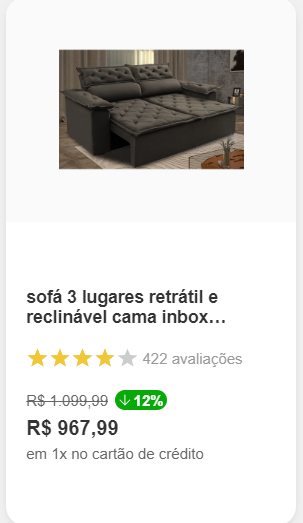 sofá 3 lugares retrátil e
reclinável cama inbox…
422 avaliações
R$ 1.099,99 ↓ 12%
R$ 967,99
em 1x no cartão de crédito